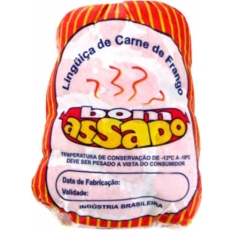 Lingüiça de Carne de Frango
bom
assado
TEMPERATURA DE CONSERVAÇÃO DE -12°C A -18°C
DEVE SER PESADO A VISTA DO CONSUMIDOR
Data de Fabricação:
Validade:
INDÚSTRIA BRASILEIRA